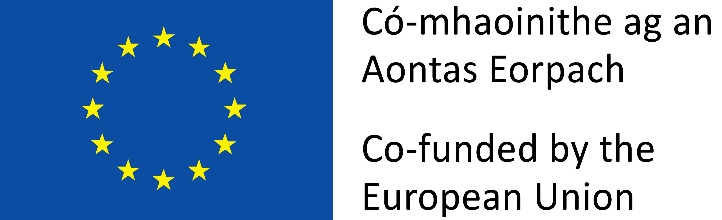 Có-mhaoinithe ag an
Aontas Eorpach
Co-funded by the
European Union